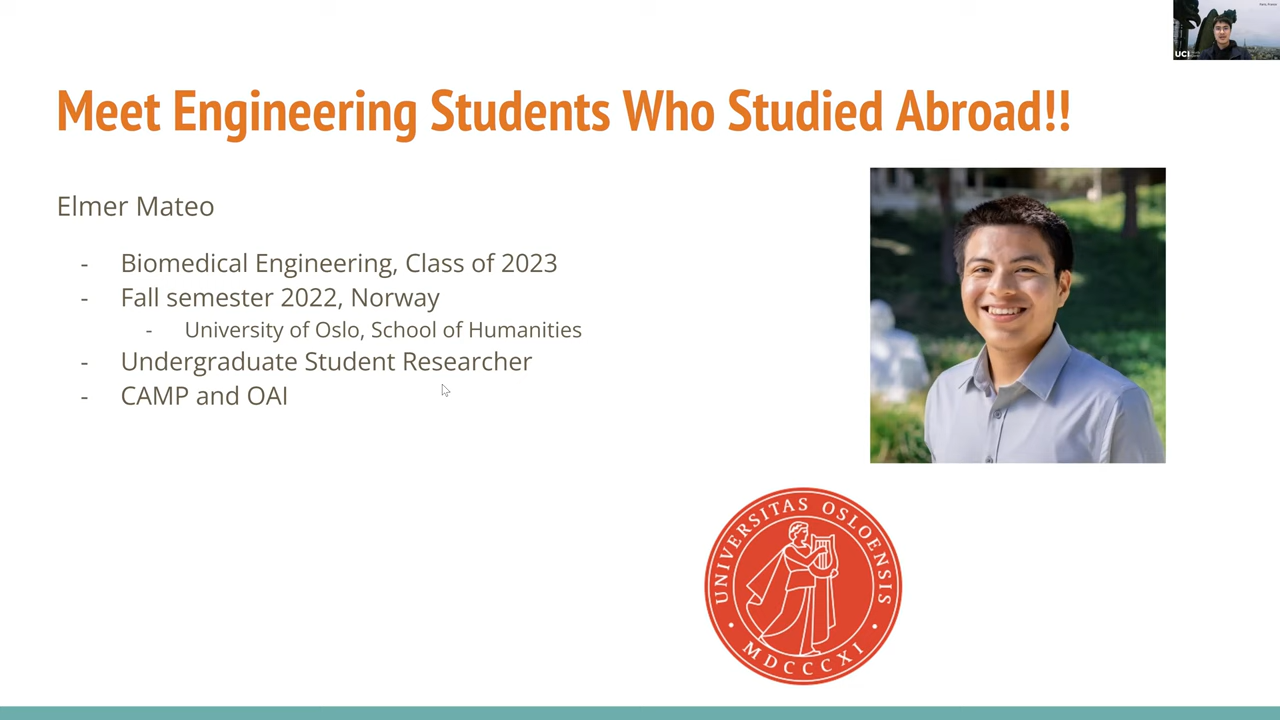 UCI
Meet Engineering Students Who Studied Abroad!!
Elmer Mateo
- Biomedical Engineering, Class of 2023
- Fall semester 2022, Norway
- University of Oslo, School of Humanities
- Undergraduate Student Researcher
- CAMP and OAI
UNIVERSITAS OSLOENSIS
MDCCCXI